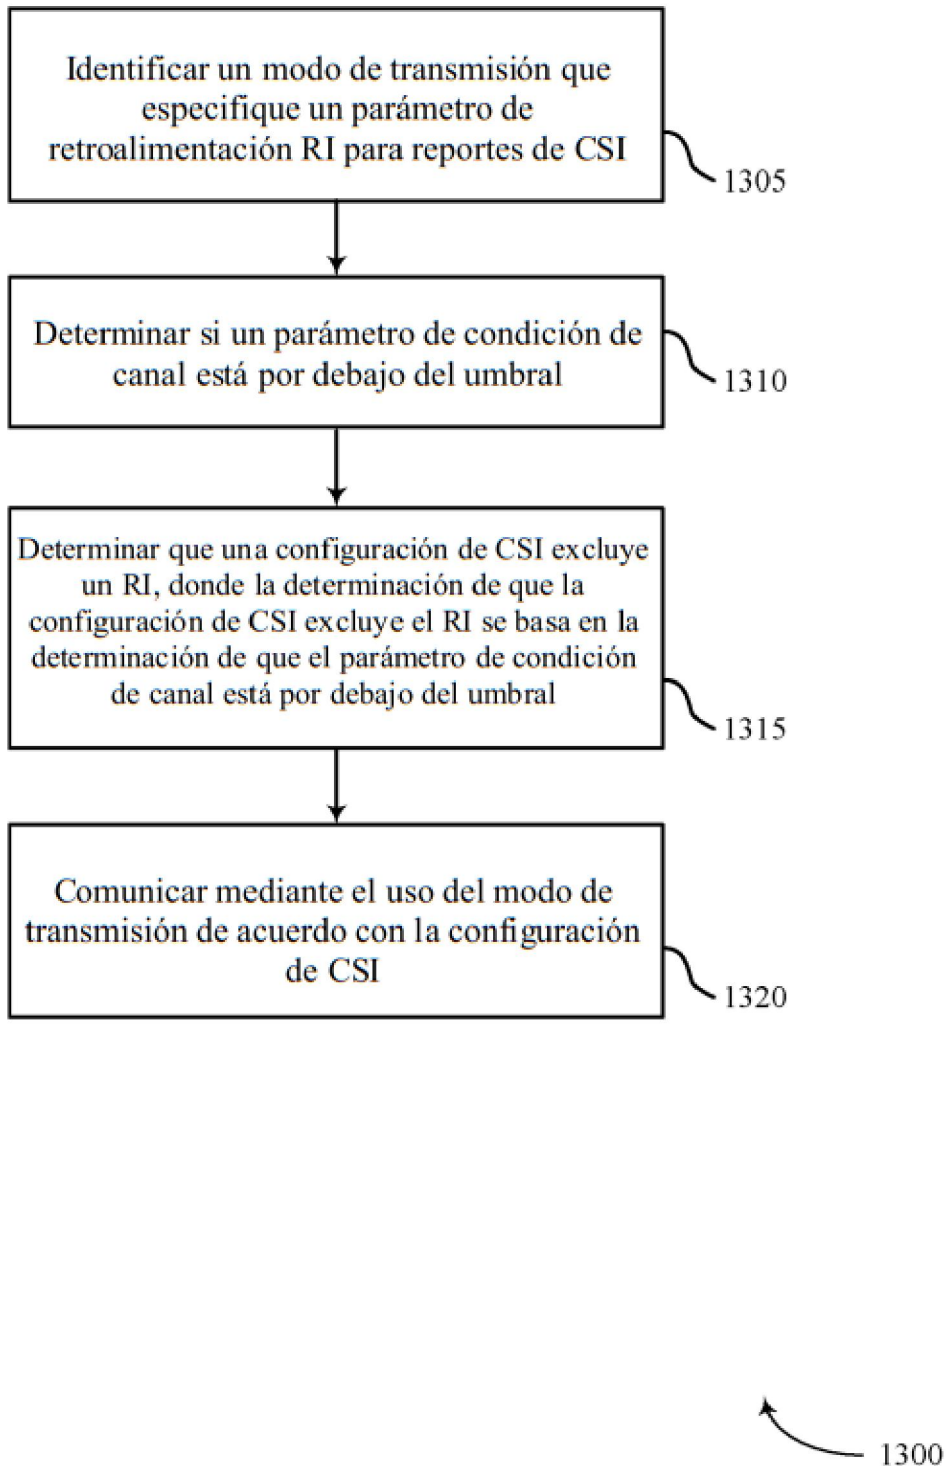 Identificar un modo de transmisión que
especifique un parámetro de
retroalimentación RI para reportes de CSI
1305
Determinar si un parámetro de condición de
canal está por debajo del umbral
1310
Determinar que una configuración de CSI excluye
un RI, donde la determinación de que la
configuración de CSI excluye el RI se basa en la
determinación de que el parámetro de condición
de canal está por debajo del umbral
1315
Comunicar mediante el uso del modo de
transmisión de acuerdo con la configuración
de CSI
1320
1300